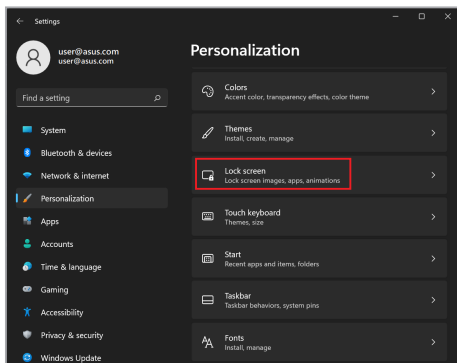 Settings
user@asus.com
user@asus.com
Find a setting
System
Bluetooth & devices
Network & internet
Personalization
Apps
Accounts
Time & language
Gaming
Accessibility
Privacy & security
Windows Update
Personalization
Colors
Accent color, transparency effects, color theme
Themes
Install, create, manage
Lock screen
Lock screen images, apps, animations
Touch keyboard
Themes, size
Start
Recent apps and items, folders
Taskbar
Taskbar behaviors, system pins
Fonts
Install, manage